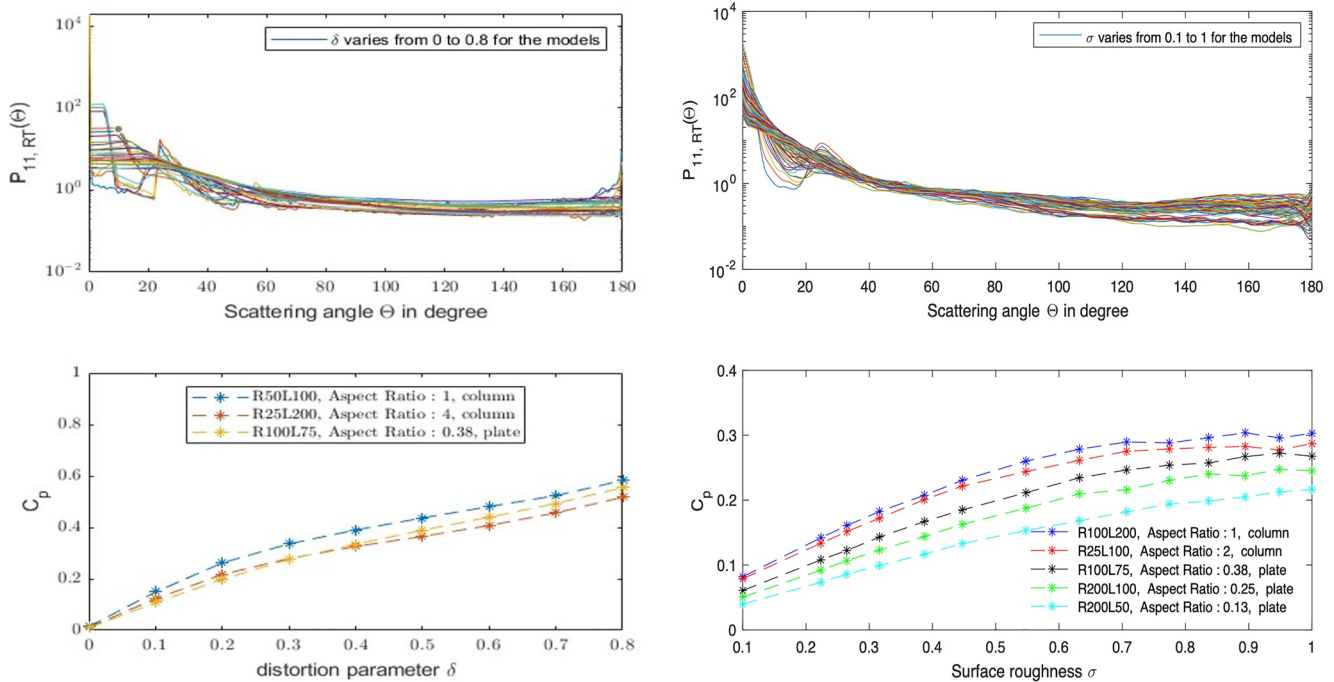 10^4
10^2
10^0
10^{-2}
P_{11, RT}(Θ)
δ varies from 0 to 0.8 for the models
0 20 40 60 80 100 120 140 160 180
Scattering angle Θ in degree
10^4
10^2
10^0
10^{-2}
P_{11, RT}(Θ)
σ varies from 0.1 to 1 for the models
0 20 40 60 80 100 120 140 160 180
Scattering angle Θ in degree
1
0.8
0.6
0.4
0.2
0
C_p
R50L100, Aspect Ratio : 1, column
R25L200, Aspect Ratio : 4, column
R100L75, Aspect Ratio : 0.38, plate
0 0.1 0.2 0.3 0.4 0.5 0.6 0.7 0.8
distortion parameter δ
0.4
0.3
0.2
0.1
0
C_p
R100L200, Aspect Ratio : 1, column
R25L100, Aspect Ratio : 2, column
R100L75, Aspect Ratio : 0.38, plate
R200L100, Aspect Ratio : 0.25, plate
R200L50, Aspect Ratio : 0.13, plate
0.1 0.2 0.3 0.4 0.5 0.6 0.7 0.8 0.9 1
Surface roughness σ